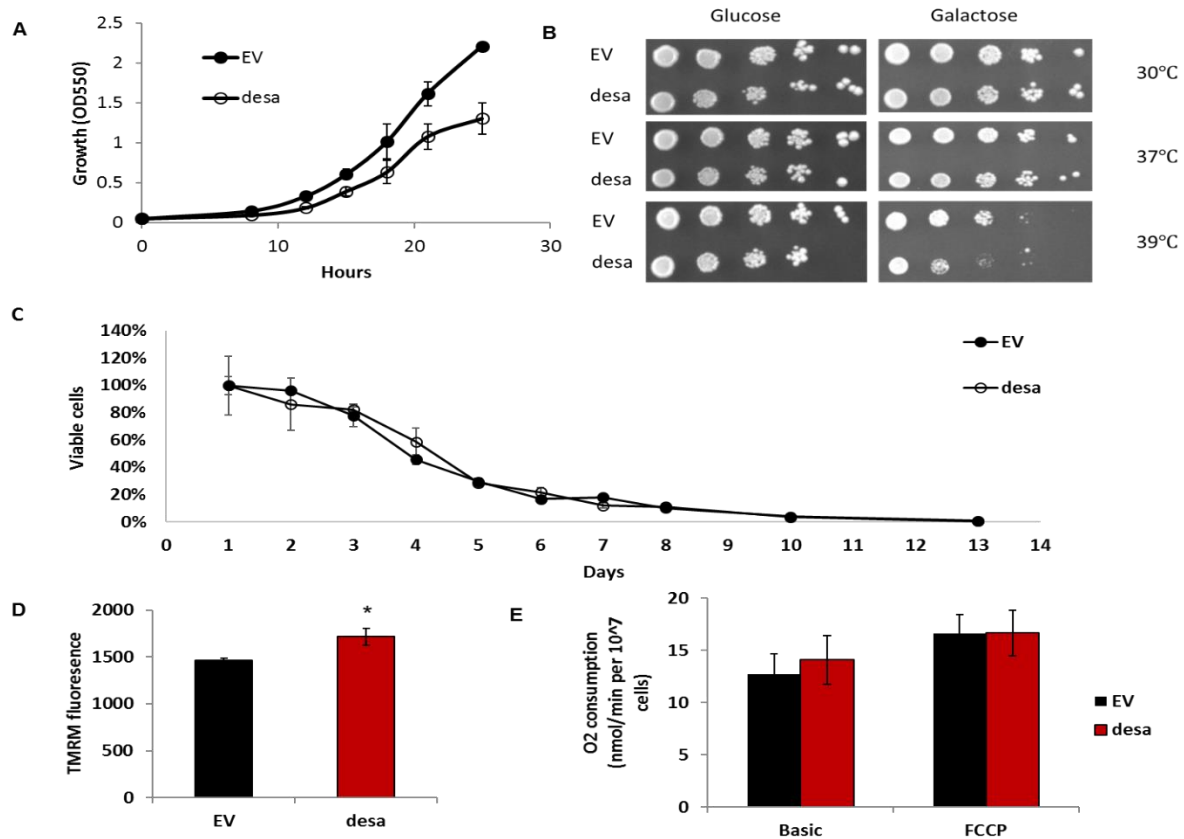 A
2.5
2
1.5
1
0.5
0
Growth (OD550)
EV
desa
0
10
20
30
Hours
B
Glucose
Galactose
EV
desa
30°C
EV
desa
37°C
EV
desa
39°C
C
140%
120%
100%
80%
60%
40%
20%
0%
Viable cells
EV
desa
0 1 2 3 4 5 6 7 8 9 10 11 12 13 14
Days
D
2000
1500
1000
500
0
TMRM fluoresence
*
EV
desa
E
20
15
10
5
0
O2 consumption
(nmol/min per 10^7
cells)
Basic
FCCP
EV
desa